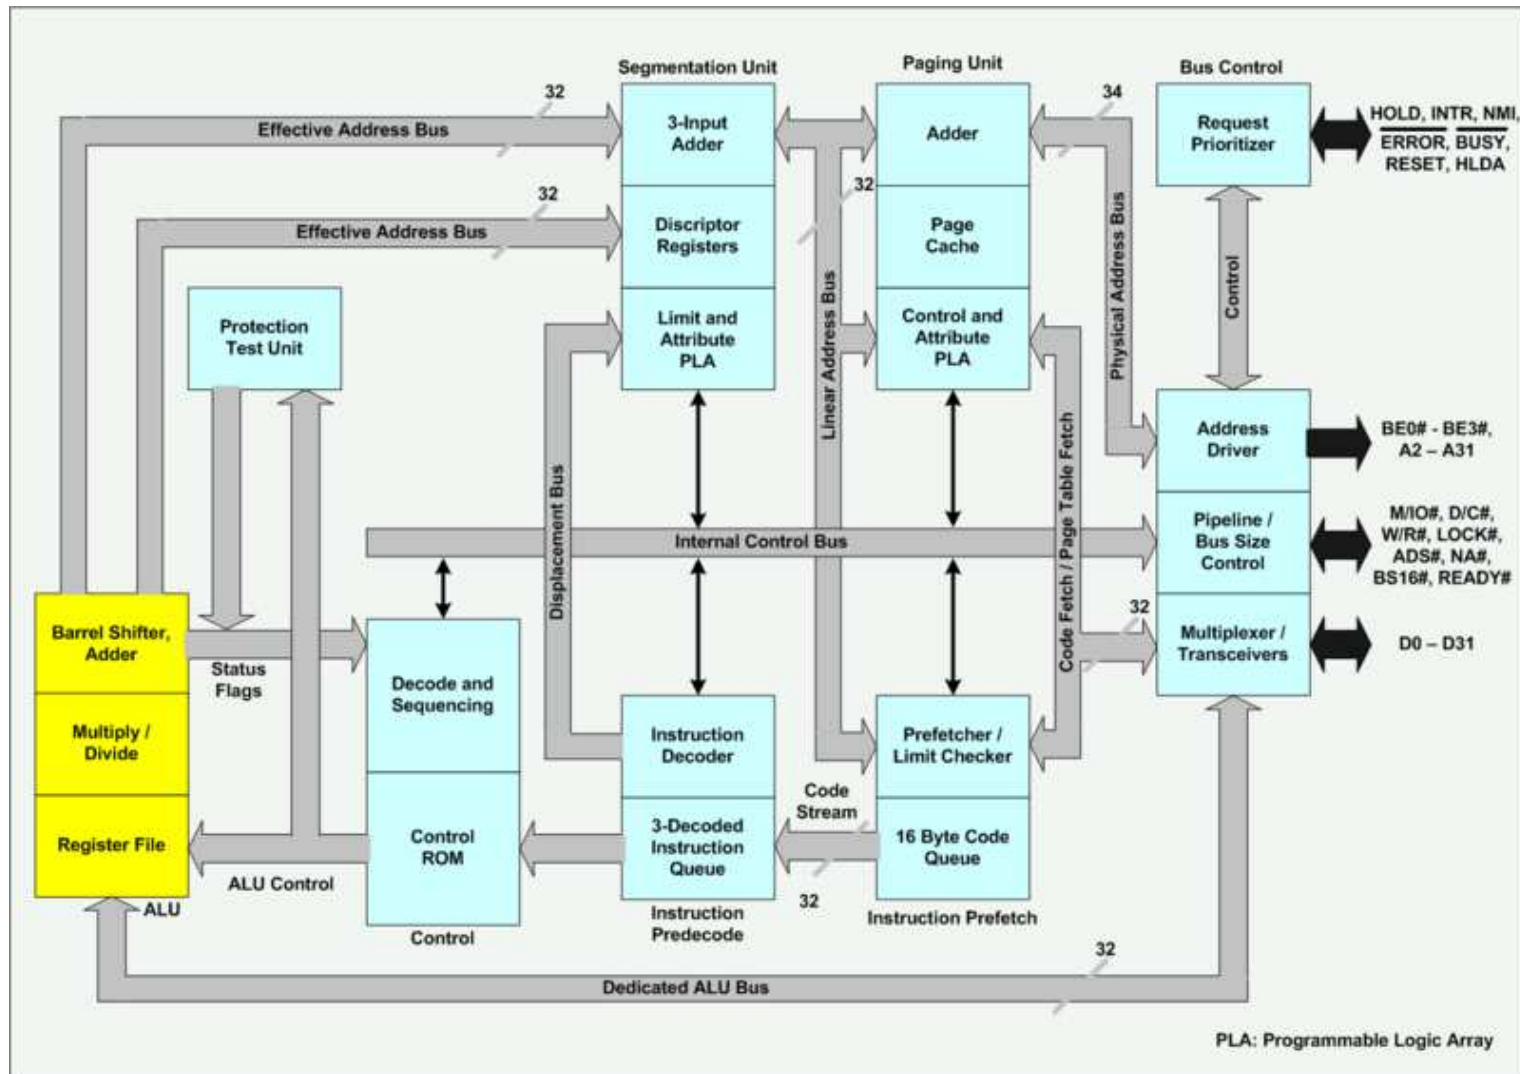 Segmentation Unit
Paging Unit
Bus Control
32
34
Effective Address Bus
3-Input
Adder
Adder
Request
Prioritizer
HOLD, INTR, NMI,
ERROR, BUSY,
RESET, HLDA
32
32
Effective Address Bus
Discriptor
Registers
Page
Cache
Physical Address Bus
Control
Linear Address Bus
Protection
Test Unit
Limit and
Attribute
PLA
Control and
Attribute
PLA
Address
Driver
BE0# - BE3#,
A2 – A31
Displacement Bus
Code Fetch / Page Table Fetch
Internal Control Bus
Pipeline /
Bus Size
Control
M/IO#, D/C#,
W/R#, LOCK#,
ADS#, NA#,
BS16#, READY#
32
Barrel Shifter,
Adder
Status
Flags
Multiplexer /
Transceivers
D0 – D31
Decode and
Sequencing
Multiply /
Divide
Instruction
Decoder
Prefetcher /
Limit Checker
Code
Stream
Register File
ALU Control
Control
ROM
3-Decoded
Instruction
Queue
16 Byte Code
Queue
32
ALU
Control
Instruction
Predecode
Instruction Prefetch
32
Dedicated ALU Bus
PLA: Programmable Logic Array